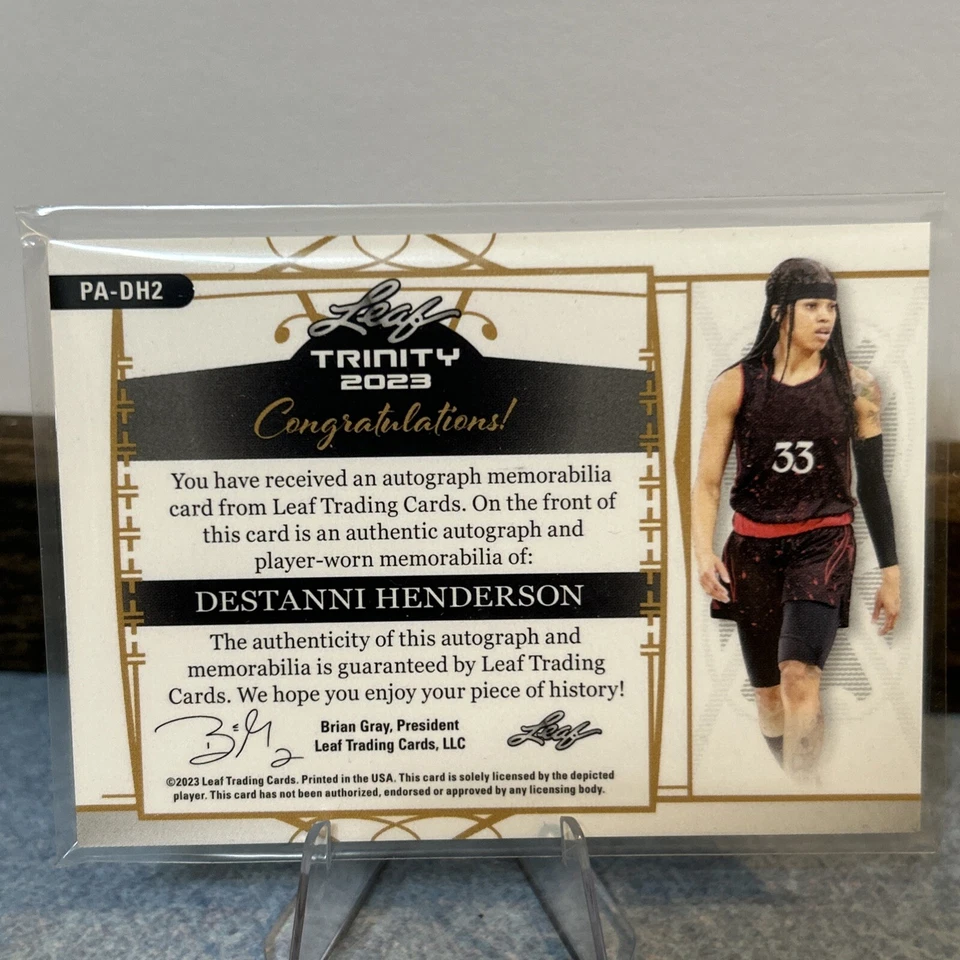 PA-DH2
Leaf
TRINITY
2023
Congratulations!
You have received an autograph memorabilia
card from Leaf Trading Cards. On the front of
this card is an authentic autograph and
player-worn memorabilia of:
DESTANNI HENDERSON
The authenticity of this autograph and
memorabilia is guaranteed by Leaf Trading
Cards. We hope you enjoy your piece of history!
Brian Gray, President
Leaf Trading Cards, LLC
Leaf
©2023 Leaf Trading Cards. Printed in the USA. This card is solely licensed by the depicted
player. This card has not been authorized, endorsed or approved by any licensing body.
33